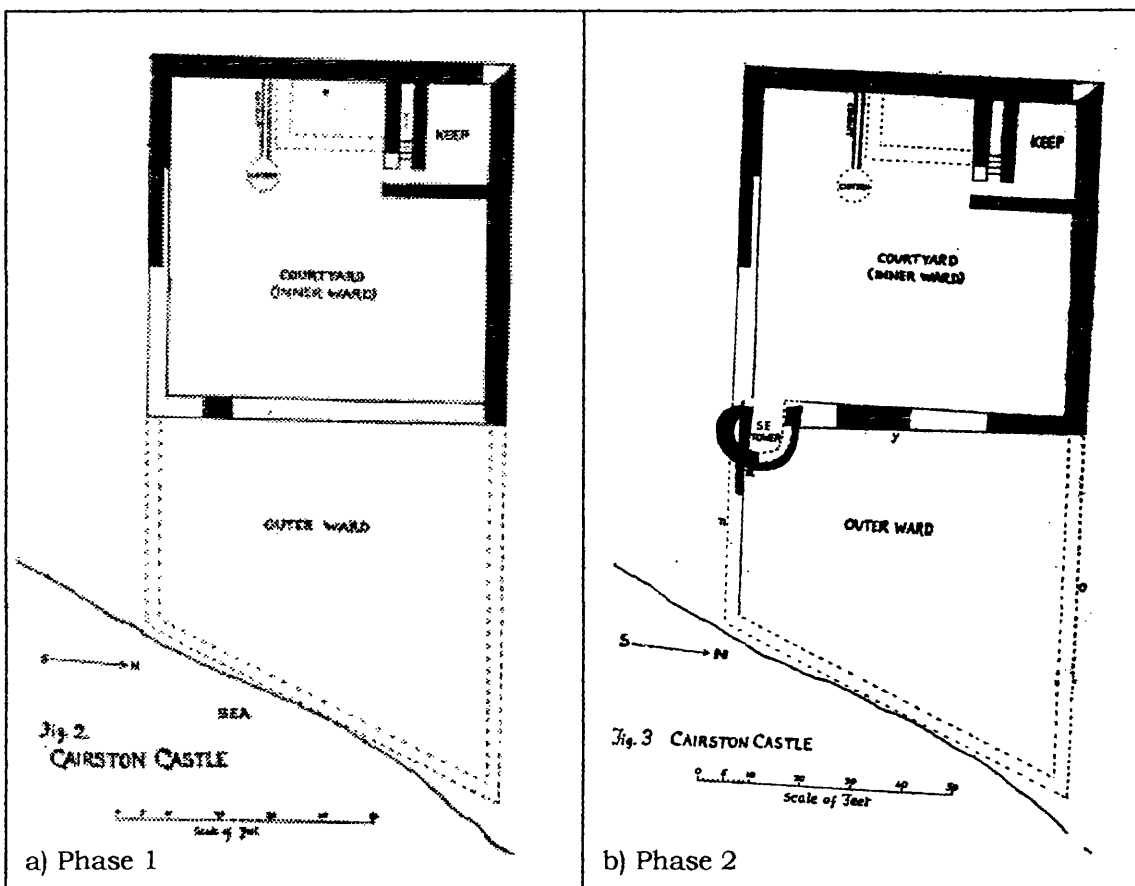 KEEP
COURTYARD
(INNER WARD)
OUTER WARD
S N
SEA
Fig. 2
CAIRSTON CASTLE
Scale of Feet
a) Phase 1
KEEP
CISTERN
COURTYARD
(INNER WARD)
S.E
TOWER
y
x
n
OUTER WARD
o
S N
Fig. 3 CAIRSTON CASTLE
0 5 10 20 30 40 50
Scale of Feet
b) Phase 2